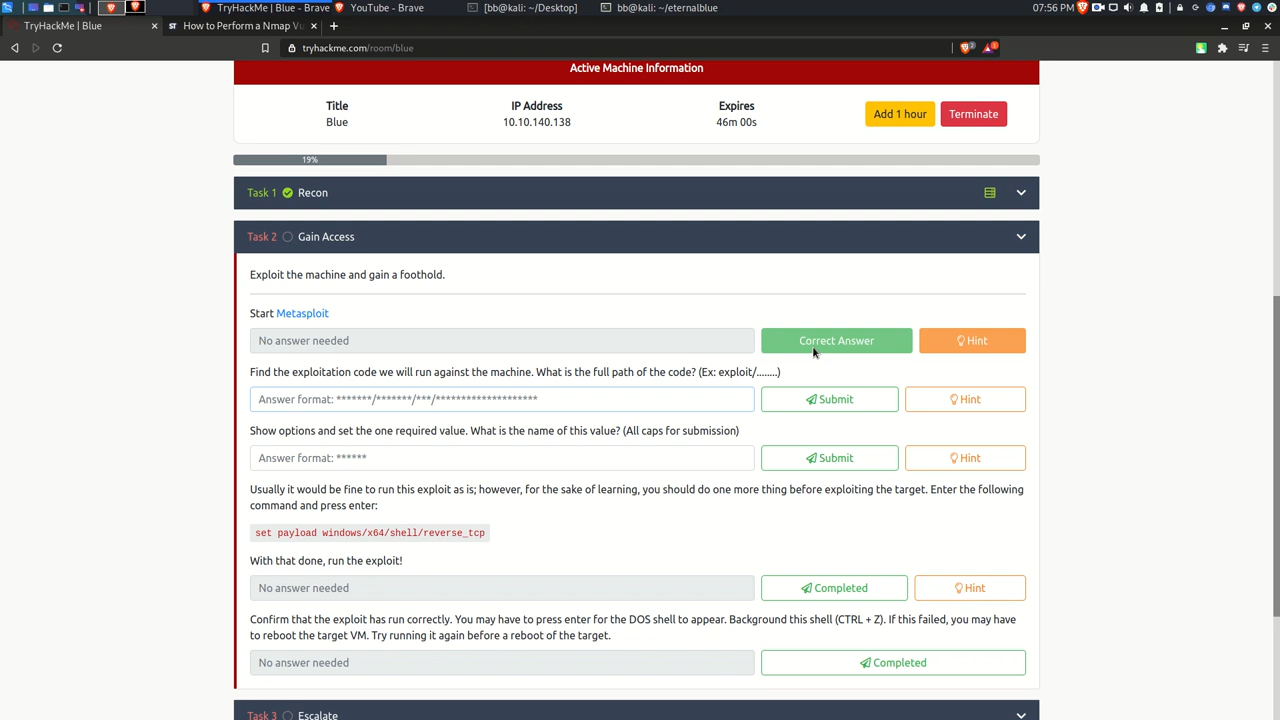 TryHackMe | Blue - Brave
YouTube - Brave
[bb@kali: ~/Desktop]
bb@kali: ~/eternalblue
07:56 PM
TryHackMe | Blue
How to Perform a Nmap Vu
tryhackme.com/room/blue
Active Machine Information
Title
IP Address
Expires
Blue
10.10.140.138
46m 00s
Add 1 hour
Terminate
19%
Task 1 Recon
Task 2 Gain Access
Exploit the machine and gain a foothold.
Start Metasploit
No answer needed
Correct Answer
Hint
Find the exploitation code we will run against the machine. What is the full path of the code? (Ex: exploit/........)
Answer format: *******/*******/***/********************
Submit
Hint
Show options and set the one required value. What is the name of this value? (All caps for submission)
Answer format: ******
Submit
Hint
Usually it would be fine to run this exploit as is; however, for the sake of learning, you should do one more thing before exploiting the target. Enter the following
command and press enter:
set payload windows/x64/shell/reverse_tcp
With that done, run the exploit!
No answer needed
Completed
Hint
Confirm that the exploit has run correctly. You may have to press enter for the DOS shell to appear. Background this shell (CTRL + Z). If this failed, you may have
to reboot the target VM. Try running it again before a reboot of the target.
No answer needed
Completed
Task 3 Escalate